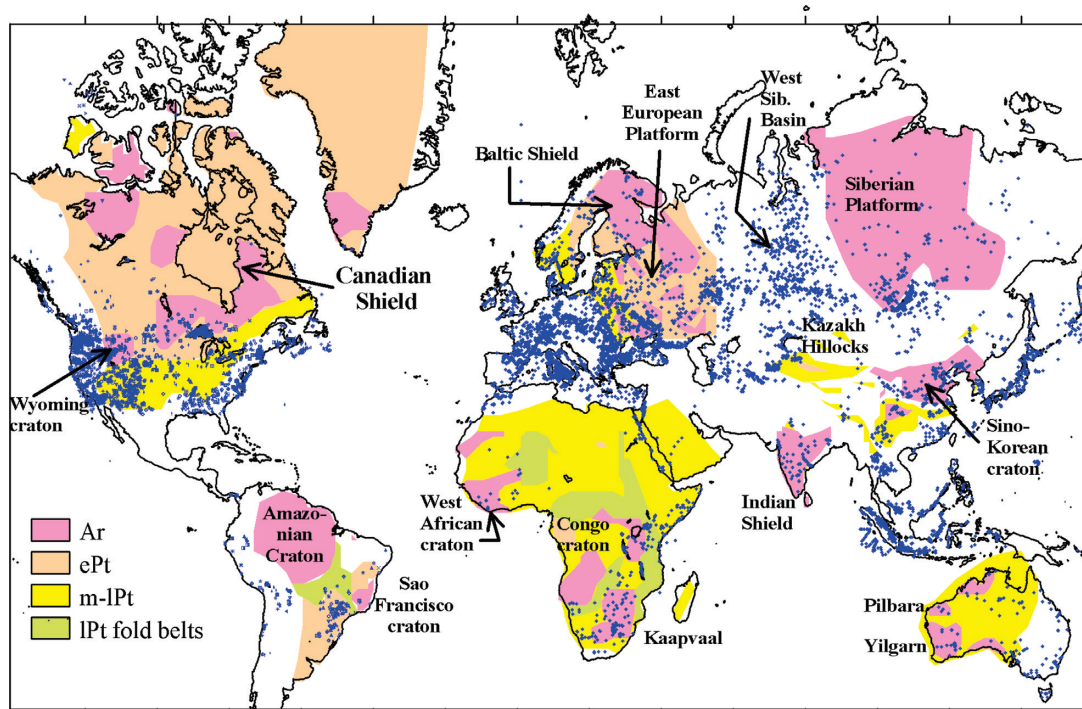 West
Sib.
Basin
East
European
Platform
Baltic Shield
Siberian
Platform
Canadian
Shield
Kazakh
Hillocks
Wyoming
craton
Sino-
Korean
craton
West
African
craton
Congo
craton
Indian
Shield
Amazo-
nian
Craton
Sao
Francisco
craton
Kaapvaal
Pilbara
Yilgarn
Ar
ePt
m-lPt
lPt fold belts